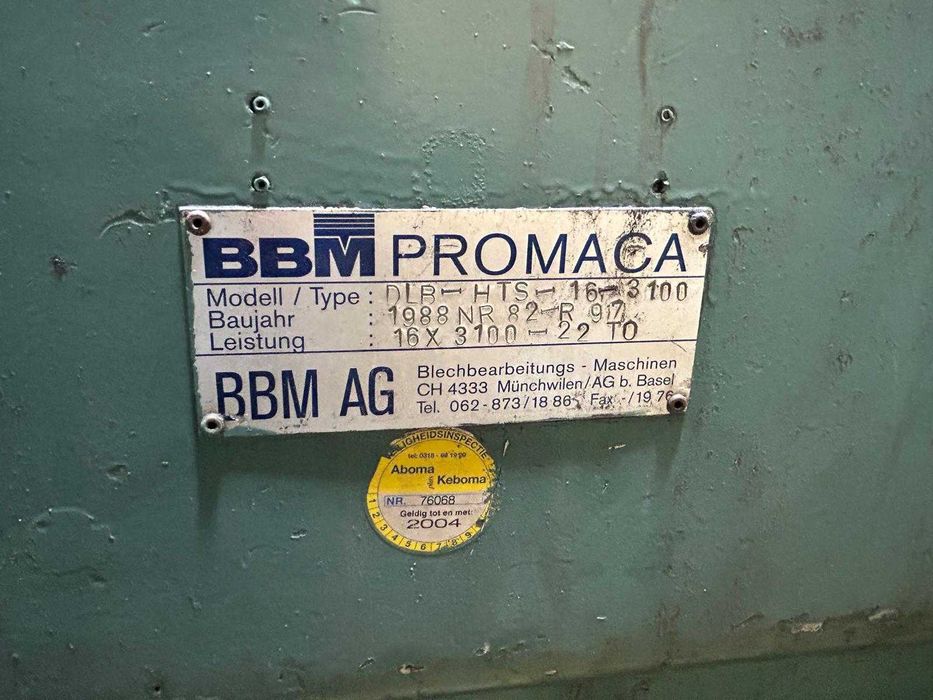 BBM PROMACA
Modell / Type : DLB-HTS-16-3100
Baujahr : 1988 NR 82-R 917
Leistung : 16X 3100-22 TO
BBM AG
Blechbearbeitungs - Maschinen
CH 4333 Münchwilen/AG b. Basel
Tel. 062-873/18 86 Fax -/19 76
Aboma
plus Keboma
NR. 76068
Geldig tot en met:
2004
1 2 3 4 5 6 7 8 9